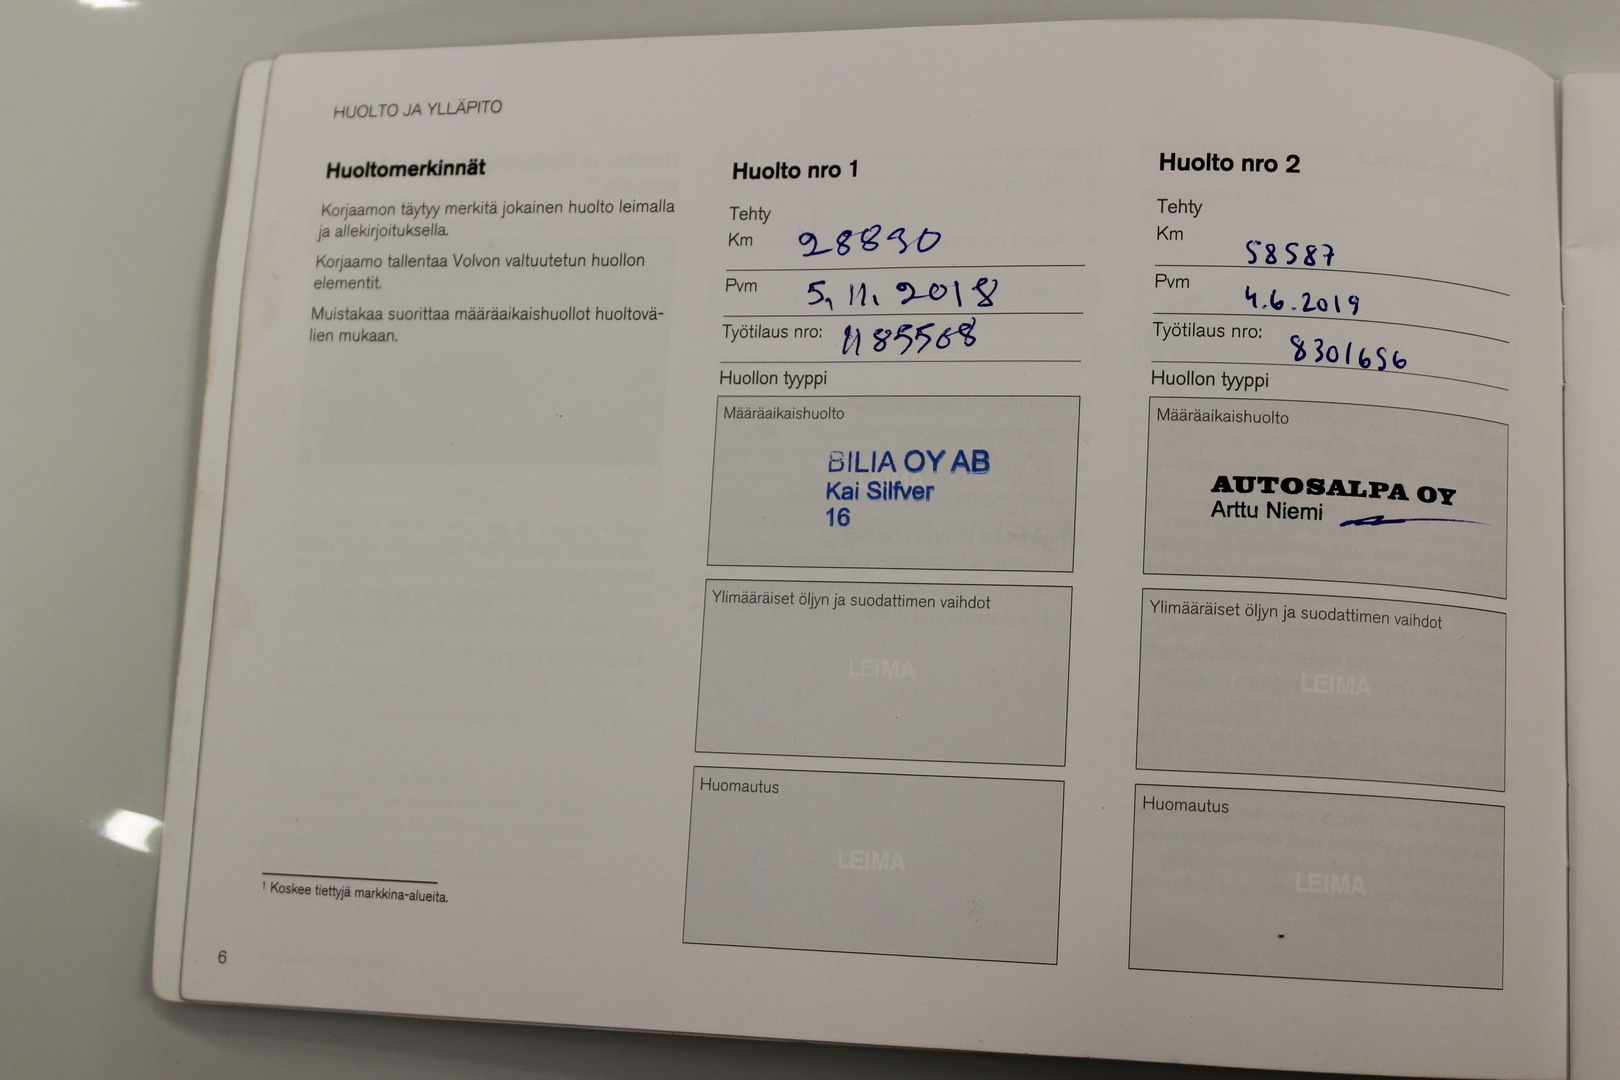 HUOLTO JA YLLÄPITO
Huoltomerkinnät
Korjaamon täytyy merkitä jokainen huolto leimalla
ja allekirjoituksella.
Korjaamo tallentaa Volvon valtuutetun huollon
elementit.
Muistakaa suorittaa määräaikaishuollot huoltovä-
lien mukaan.
1 Koskee tiettyjä markkina-alueita.
6
Huolto nro 1
Tehty
Km 28890
Pvm 5.11.2018
Työtilaus nro: 1185568
Huollon tyyppi
Määräaikaishuolto
BILIA OY AB
Kai Silfver
16
Ylimääräiset öljyn ja suodattimen vaihdot
LEIMA
Huomautus
LEIMA
Huolto nro 2
Tehty
Km 58587
Pvm 4.6.2019
Työtilaus nro: 8301656
Huollon tyyppi
Määräaikaishuolto
AUTOSALPA OY
Arttu Niemi
Ylimääräiset öljyn ja suodattimen vaihdot
LEIMA
Huomautus
LEIMA